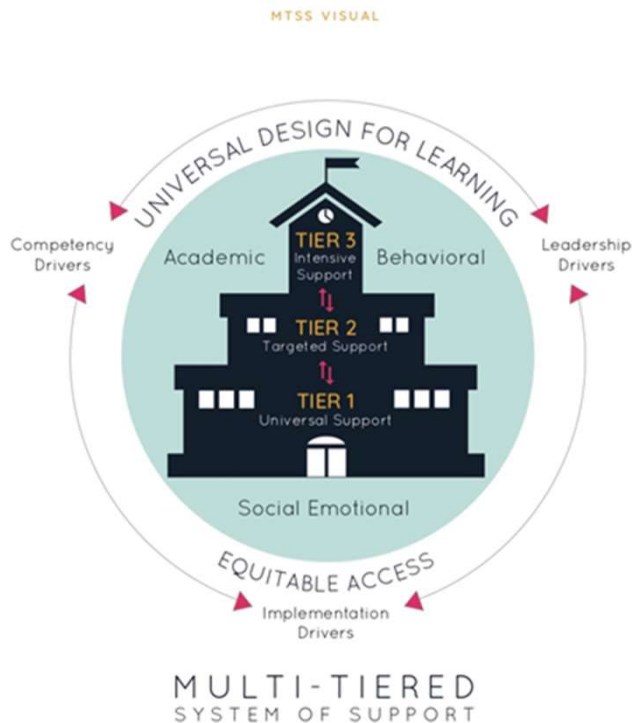 MTSS VISUAL
UNIVERSAL DESIGN FOR LEARNING
Competency
Drivers
Leadership
Drivers
Academic
Behavioral
TIER 3
Intensive
Support
TIER 2
Targeted Support
TIER 1
Universal Support
Social Emotional
EQUITABLE ACCESS
Implementation
Drivers
MULTI-TIERED
SYSTEM OF SUPPORT